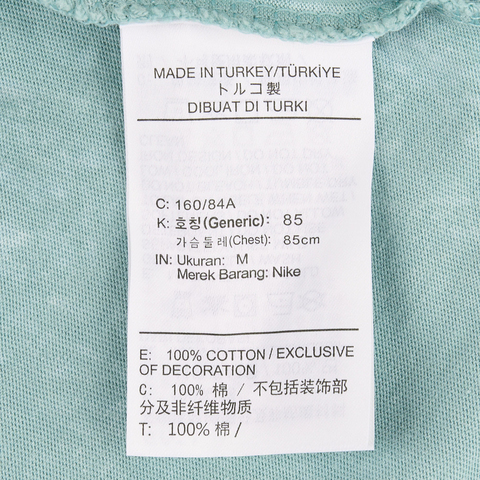 MADE IN TURKEY/TÜRKİYE
トルコ製
DIBUAT DI TURKI
C: 160/84A
K: 호칭(Generic): 85
가슴둘레(Chest): 85cm
IN: Ukuran: M
Merek Barang: Nike
E: 100% COTTON / EXCLUSIVE
OF DECORATION
C: 100% 棉 / 不包括装饰部
分及非纤维物质
T: 100% 棉 /